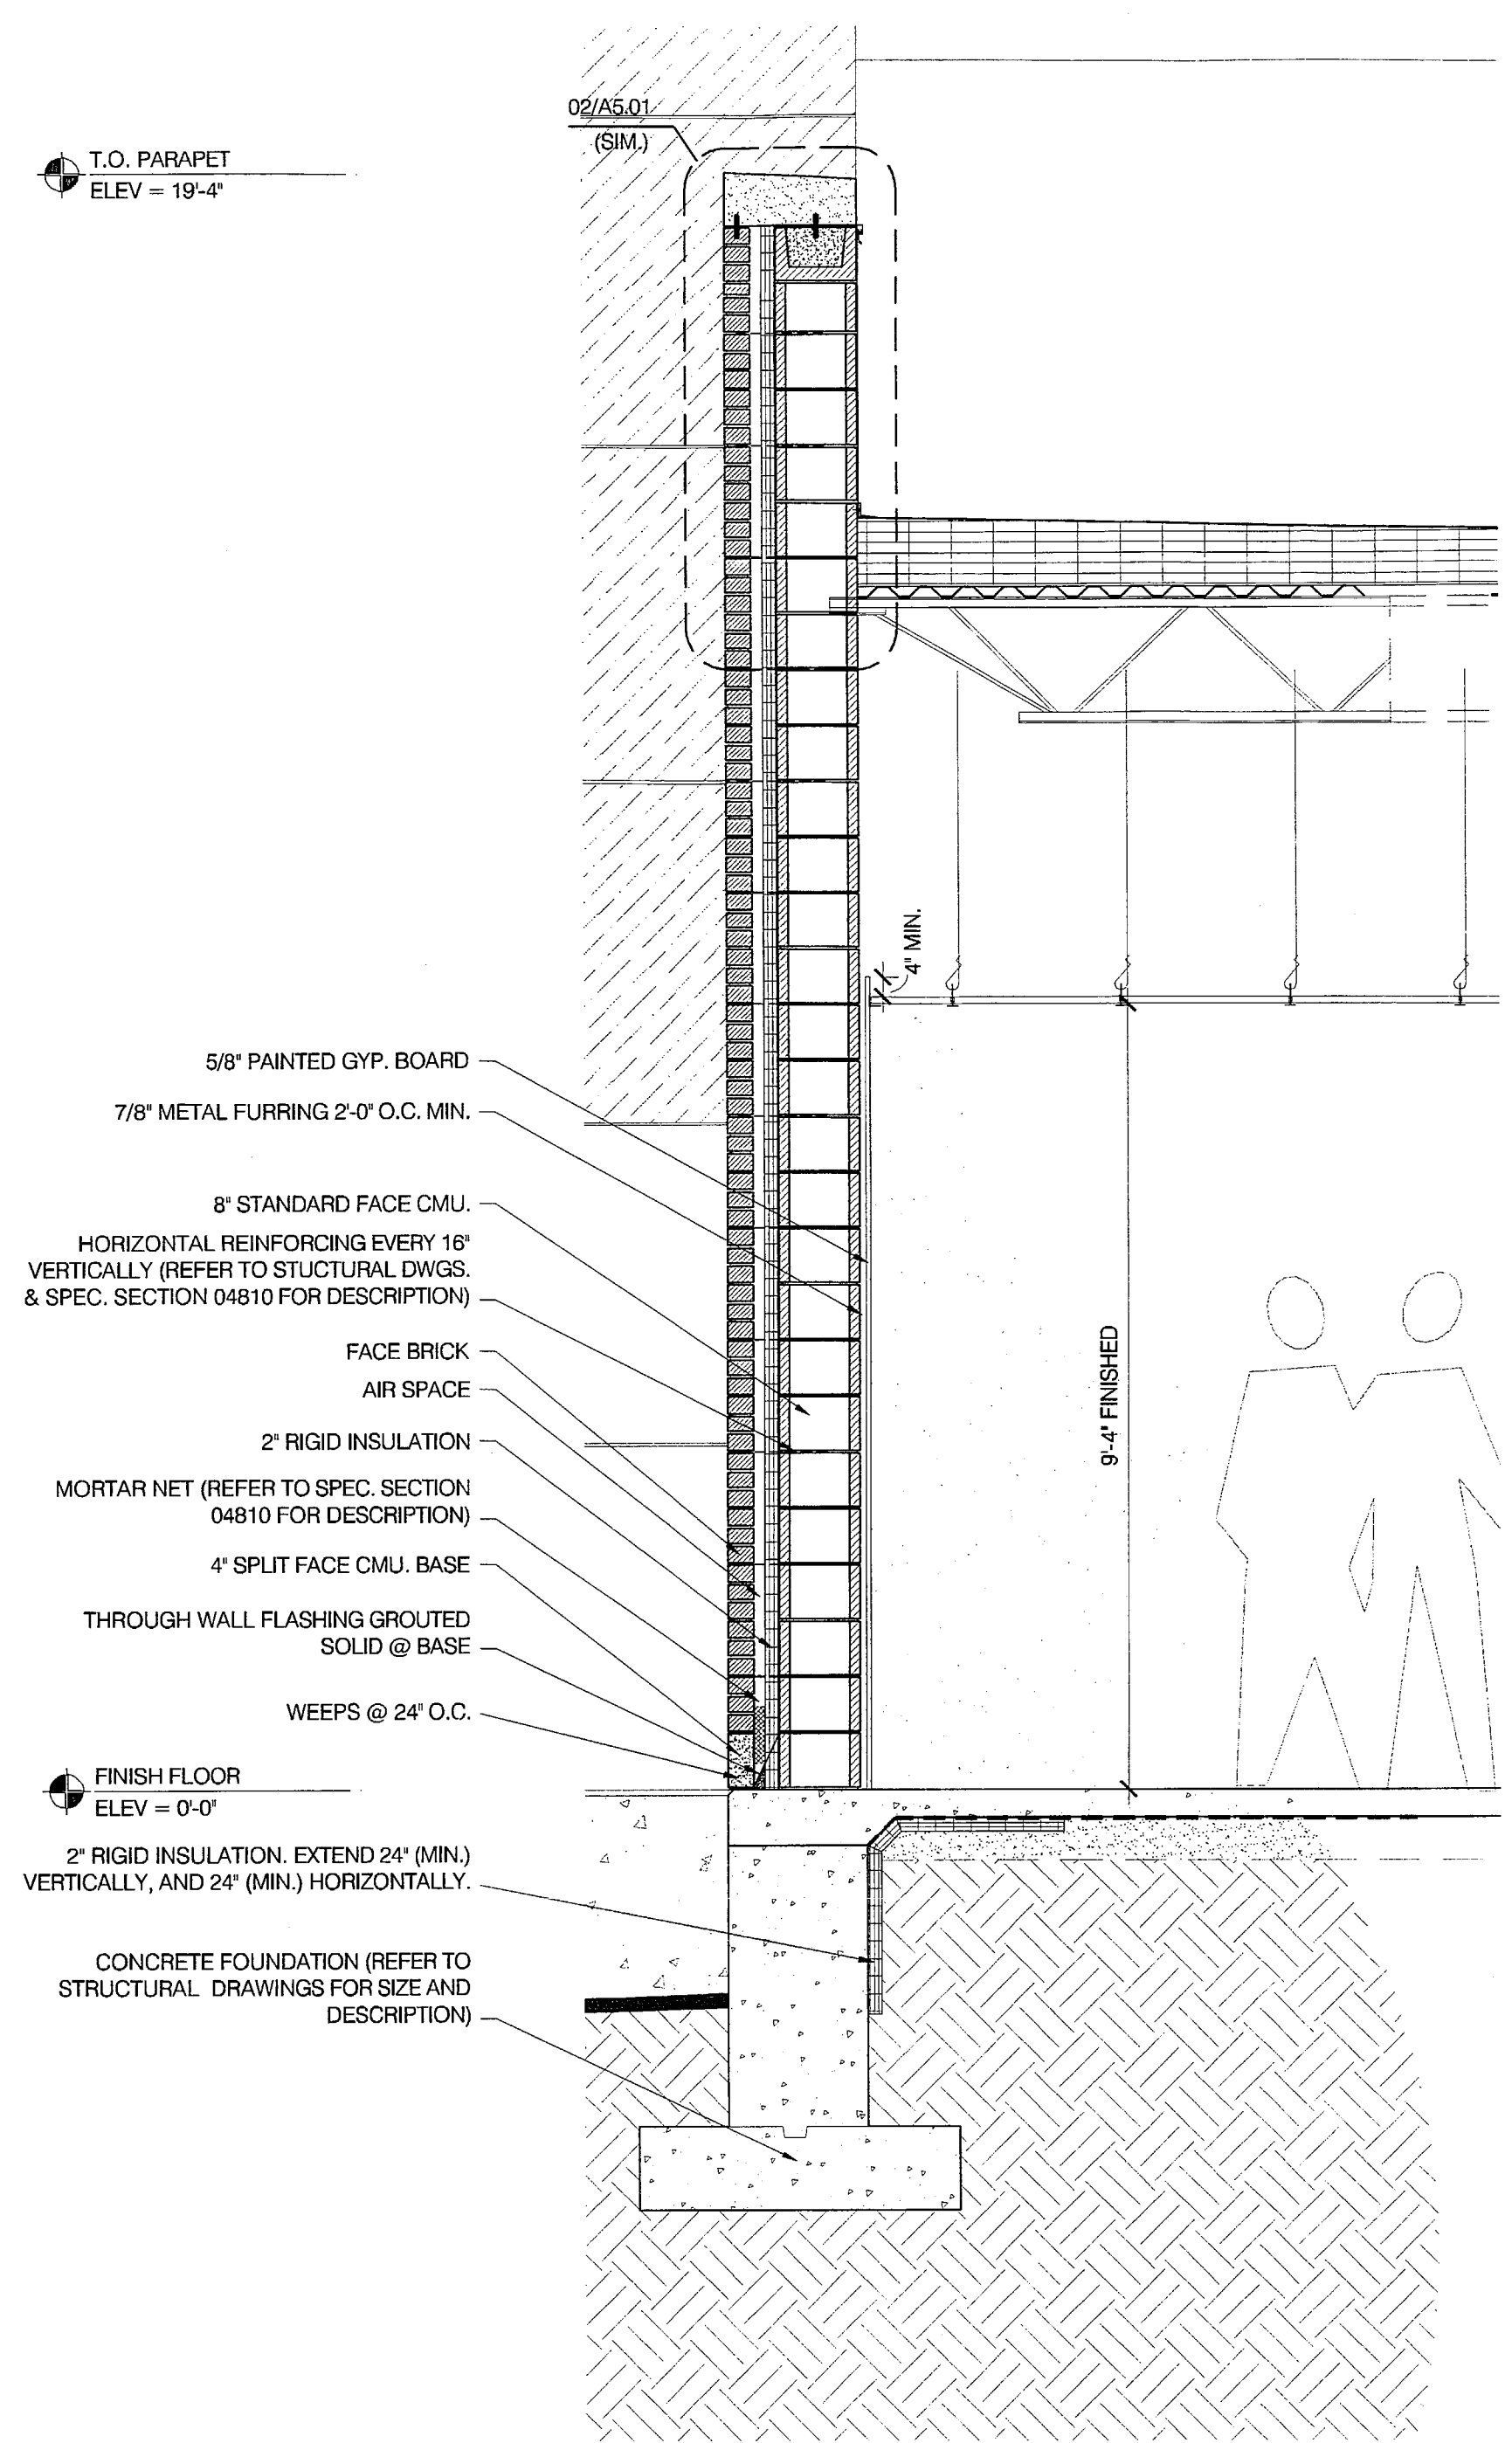 02/A5.01
(SIM.)
T.O. PARAPET
ELEV = 19'-4"
4" MIN.
5/8" PAINTED GYP. BOARD
7/8" METAL FURRING 2'-0" O.C. MIN.
8" STANDARD FACE CMU.
HORIZONTAL REINFORCING EVERY 16"
VERTICALLY (REFER TO STUCTURAL DWGS.
& SPEC. SECTION 04810 FOR DESCRIPTION)
FACE BRICK
AIR SPACE
2" RIGID INSULATION
MORTAR NET (REFER TO SPEC. SECTION
04810 FOR DESCRIPTION)
4" SPLIT FACE CMU. BASE
THROUGH WALL FLASHING GROUTED
SOLID @ BASE
WEEPS @ 24" O.C.
9'-4" FINISHED
FINISH FLOOR
ELEV = 0'-0"
2" RIGID INSULATION. EXTEND 24" (MIN.)
VERTICALLY, AND 24" (MIN.) HORIZONTALLY.
CONCRETE FOUNDATION (REFER TO
STRUCTURAL DRAWINGS FOR SIZE AND
DESCRIPTION)